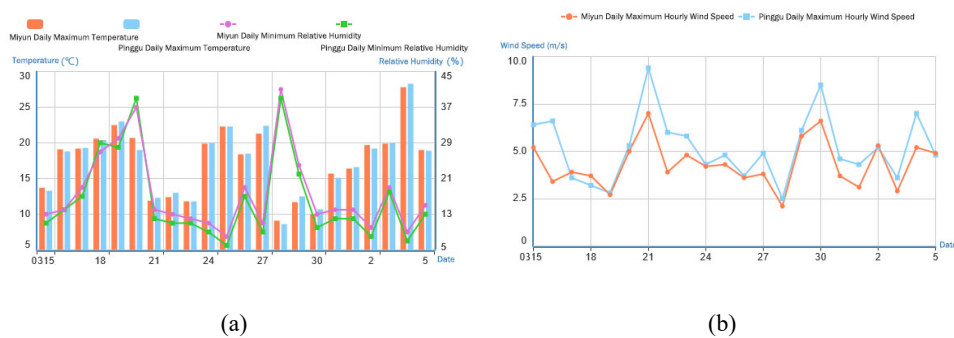 Miyun Daily Maximum Temperature
Pinggu Daily Maximum Temperature
Miyun Daily Minimum Relative Humidity
Pinggu Daily Minimum Relative Humidity
Temperature (℃)
Relative Humidity (%)
30
25
20
15
10
5
45
37
29
21
13
5
0315
18
21
24
27
30
2
5
Date
(a)
Miyun Daily Maximum Hourly Wind Speed
Pinggu Daily Maximum Hourly Wind Speed
Wind Speed (m/s)
10.0
7.5
5.0
2.5
0
0315
18
21
24
27
30
2
5
Date
(b)